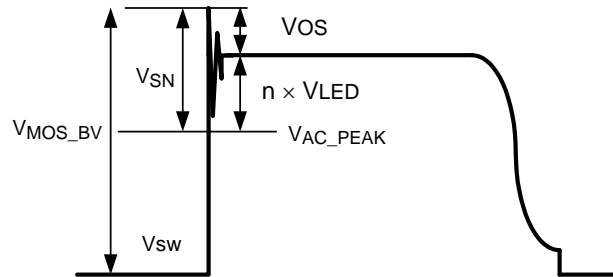 VOS
VSN
n × VLED
VMOS_BV
VAC_PEAK
Vsw